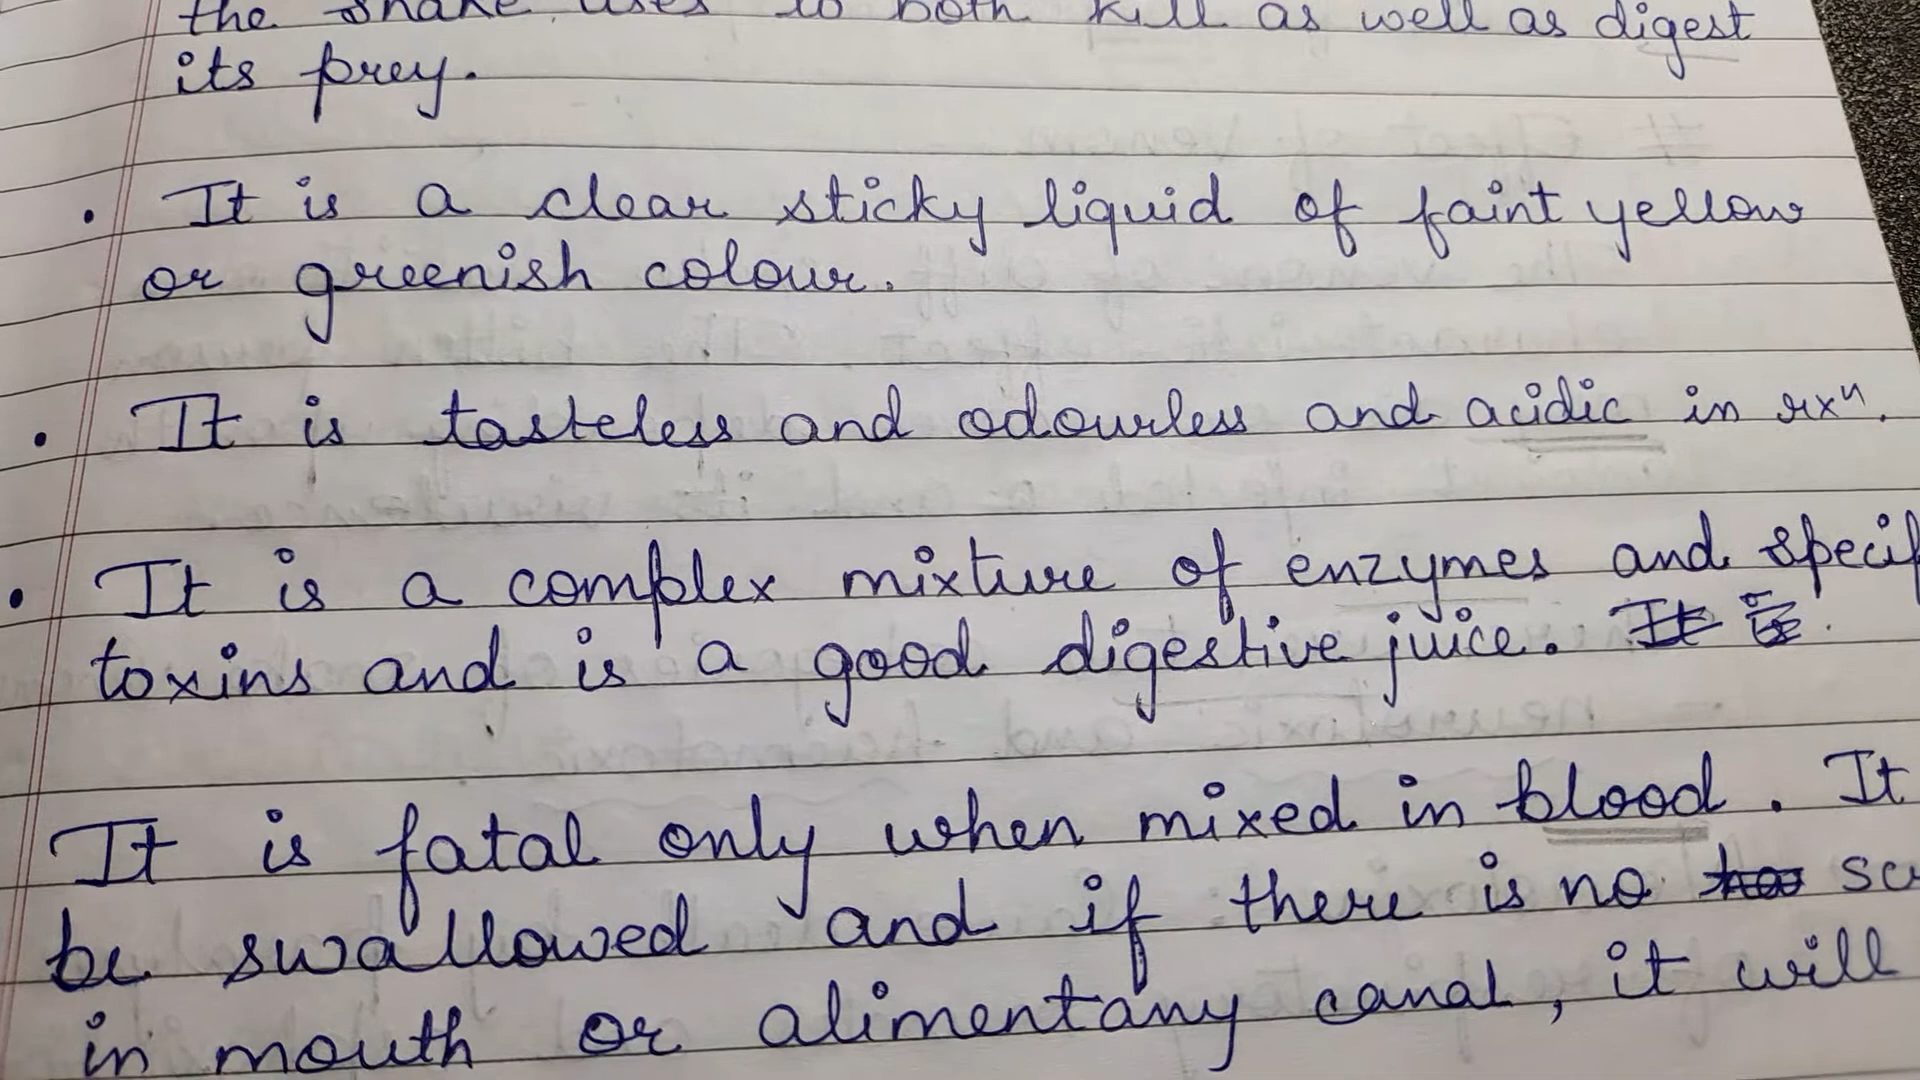 the snake uses to both kill as well as digest
its prey.
• It is a clear sticky liquid of faint yellow
or greenish colour.
• It is tasteless and odourless and acidic in rxⁿ.
• It is a complex mixture of enzymes and specif
toxins and is a good digestive juice.
It is fatal only when mixed in blood. It
be swallowed and if there is no
in mouth or alimentany canal, it will